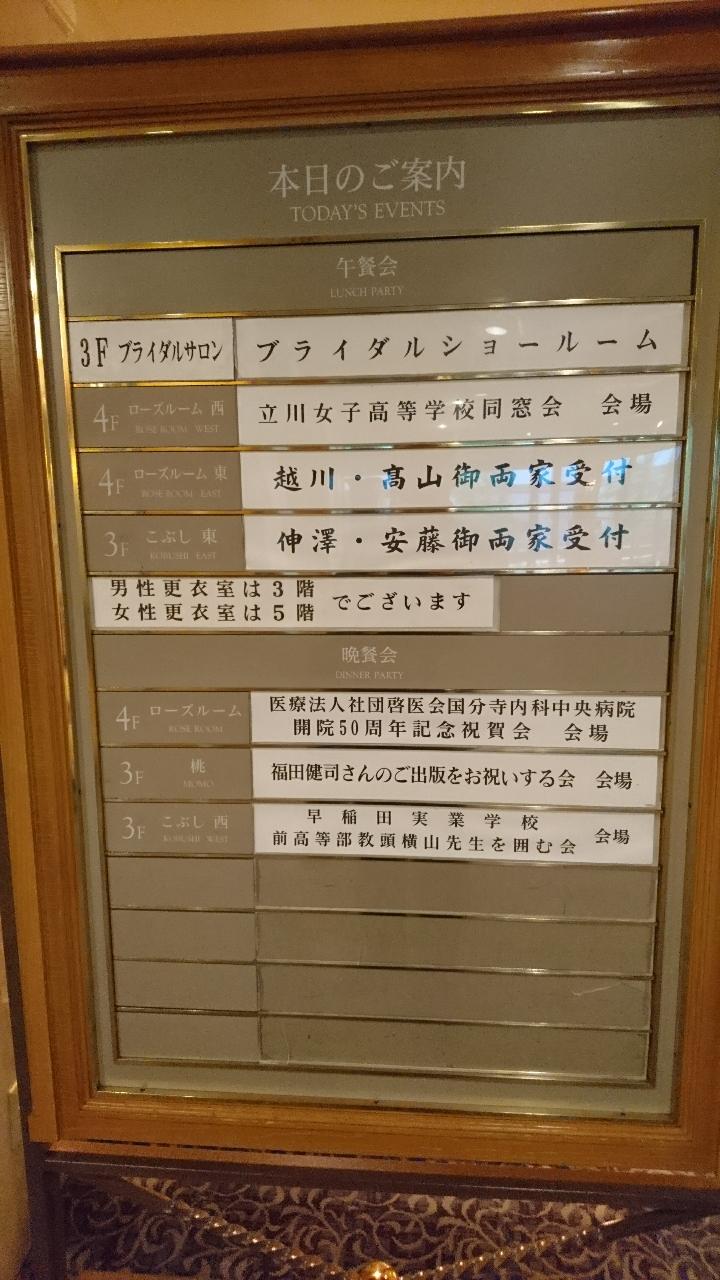 本日のご案内
TODAY'S EVENTS
午餐会
LUNCH PARTY
3F ブライダルサロン ブライダルショールーム
4F ローズルーム 西 立川女子高等学校同窓会 会場
ROSE ROOM WEST
4F ローズルーム 東 越川・髙山御両家受付
ROSE ROOM EAST
3F こぶし 東 伸澤・安藤御両家受付
KOBUSHI EAST
男性更衣室は3階
女性更衣室は5階 でございます
晩餐会
DINNER PARTY
4F ローズルーム 医療法人社団啓医会国分寺内科中央病院
ROSE ROOM 開院50周年記念祝賀会 会場
3F 桃 福田健司さんのご出版をお祝いする会 会場
MOMO
3F こぶし 西 早稲田実業学校
KOBUSHI WEST 前高等部教頭横山先生を囲む会 会場